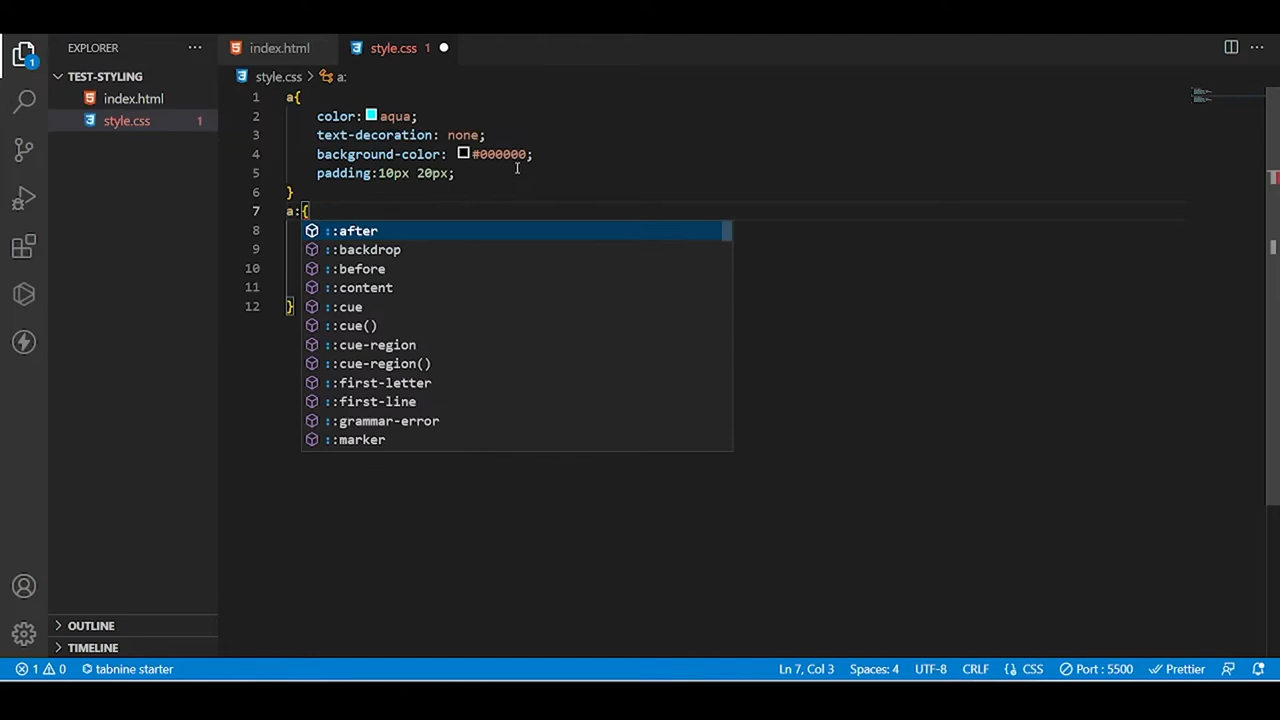 EXPLORER
index.html
style.css 1
TEST-STYLING
style.css > a:
index.html
style.css 1
1 a{
2 color: aqua;
3 text-decoration: none;
4 background-color: #000000;
5 padding:10px 20px;
6 }
7 a:{
8 ::after
9 ::backdrop
10 ::before
11 ::content
12 } ::cue
::cue()
::cue-region
::cue-region()
::first-letter
::first-line
::grammar-error
::marker
1
OUTLINE
TIMELINE
1 0 tabnine starter Ln 7, Col 3 Spaces: 4 UTF-8 CRLF {} CSS Port : 5500 Prettier